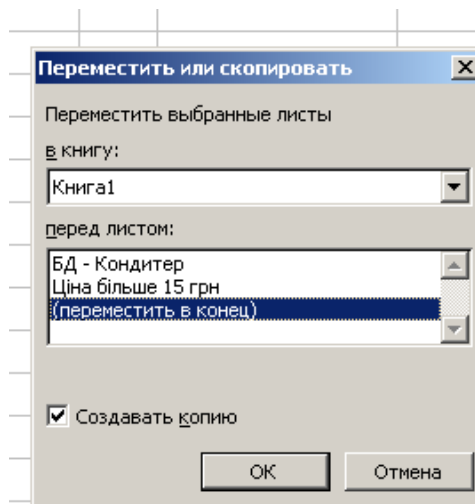 Переместить или скопировать
Переместить выбранные листы
в книгу:
Книга1
перед листом:
БД - Кондитер
Ціна більше 15 грн
(переместить в конец)
Создавать копию
ОК
Отмена